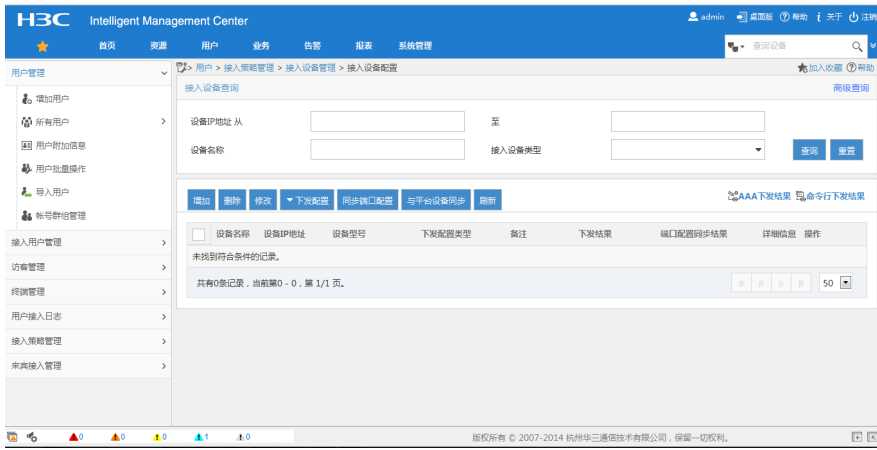 H3C Intelligent Management Center admin 桌面版 帮助 关于 注销
首页 资源 用户 业务 告警 报表 系统管理 查询设备
用户管理
增加用户
所有用户
用户附加信息
用户批量操作
导入用户
帐号群组管理
接入用户管理
访客管理
终端管理
用户接入日志
接入策略管理
来宾接入管理
> 用户 > 接入策略管理 > 接入设备管理 > 接入设备配置 加入收藏 帮助
接入设备查询 高级查询
设备IP地址 从 至
设备名称 接入设备类型 查询 重置
增加 删除 修改 下发配置 同步端口配置 与平台设备同步 刷新 AAA下发结果 命令行下发结果
设备名称 设备IP地址 设备型号 下发配置类型 备注 下发结果 端口配置同步结果 详细信息 操作
未找到符合条件的记录。
共有0条记录，当前第0 - 0，第 1/1 页。 50
0 0 0 1 0 版权所有 © 2007-2014 杭州华三通信技术有限公司，保留一切权利。